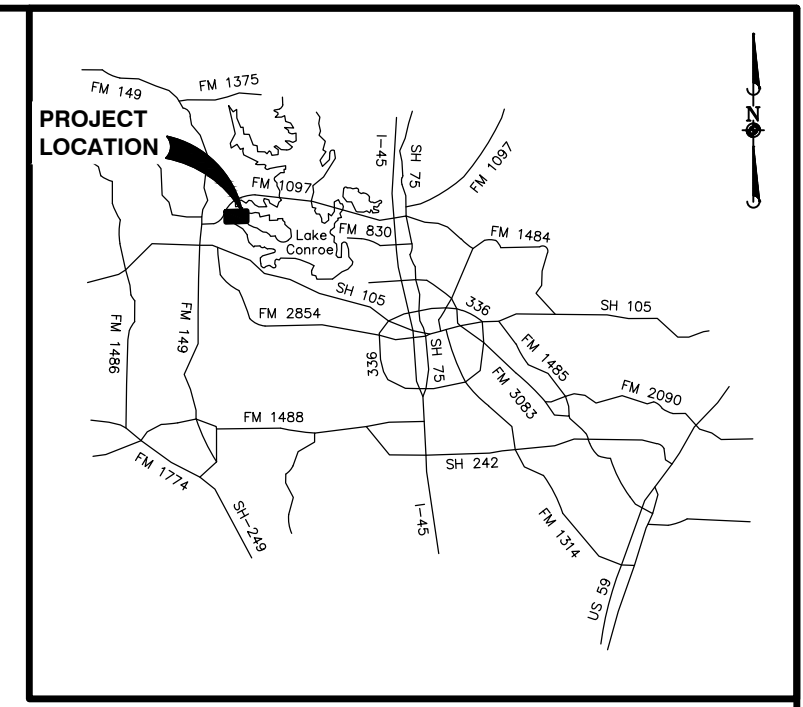 FM 149
FM 1375
PROJECT
LOCATION
I-45
SH 75
FM 1097
FM 1097
N
Lake
Conroe
FM 830
FM 1484
SH 105
336
SH 105
FM 2854
FM 1486
FM 149
336
SH 75
FM 1485
FM 3083
FM 2090
FM 1488
FM 1774
SH-249
SH 242
I-45
FM 1314
US 59